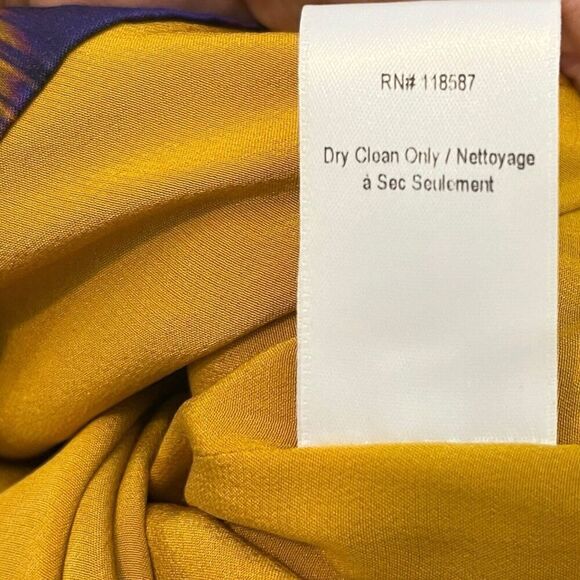 RN# 118587
Dry Clean Only / Nettoyage
à Sec Seulement